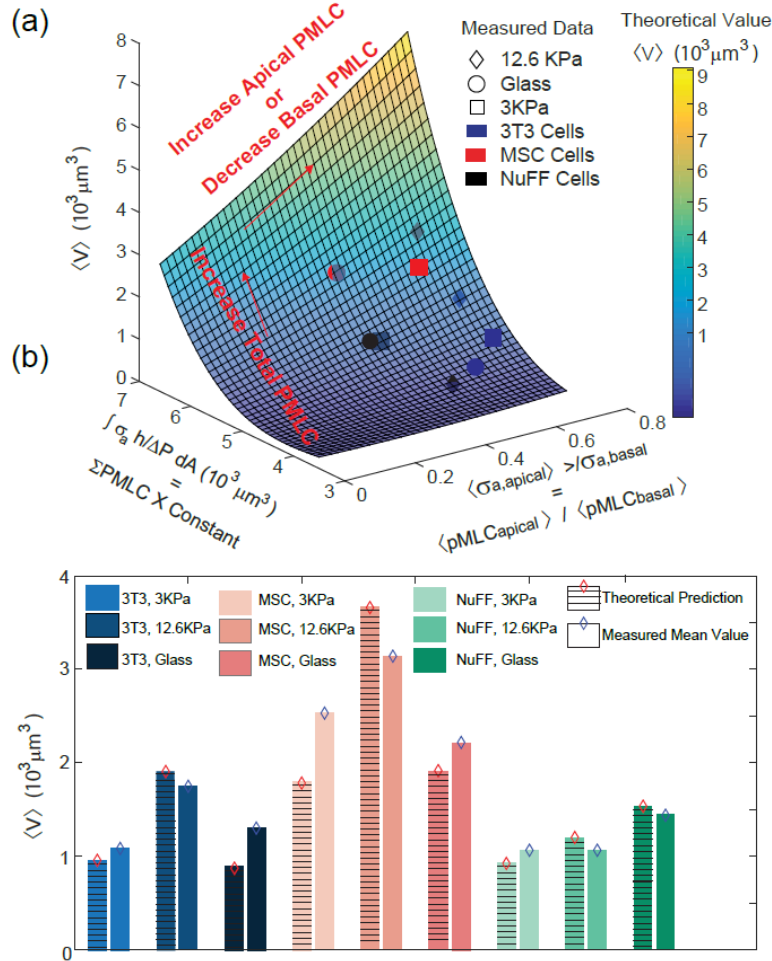 (a)
Increase Apical PMLC
or
Decrease Basal PMLC
Increase Total PMLC
Measured Data
12.6 KPa
Glass
3KPa
3T3 Cells
MSC Cells
NuFF Cells
Theoretical Value
⟨V⟩ (10³μm³)
9
8
7
6
5
4
3
2
1
8
7
6
5
4
3
2
1
0
⟨V⟩ (10³μm³)
7
6
5
4
3
∫ σₐ h/ΔP dA (10³ μm³)
=
ΣPMLC X Constant
0
0.2
0.4
0.6
0.8
⟨σa,apical⟩ >/σa,basal⟩
=
⟨pMLCapical⟩ / ⟨pMLCbasal⟩
(b)
4
3
2
1
0
⟨V⟩ (10³μm³)
3T3, 3KPa
3T3, 12.6KPa
3T3, Glass
MSC, 3KPa
MSC, 12.6KPa
MSC, Glass
NuFF, 3KPa
NuFF, 12.6KPa
NuFF, Glass
Theoretical Prediction
Measured Mean Value